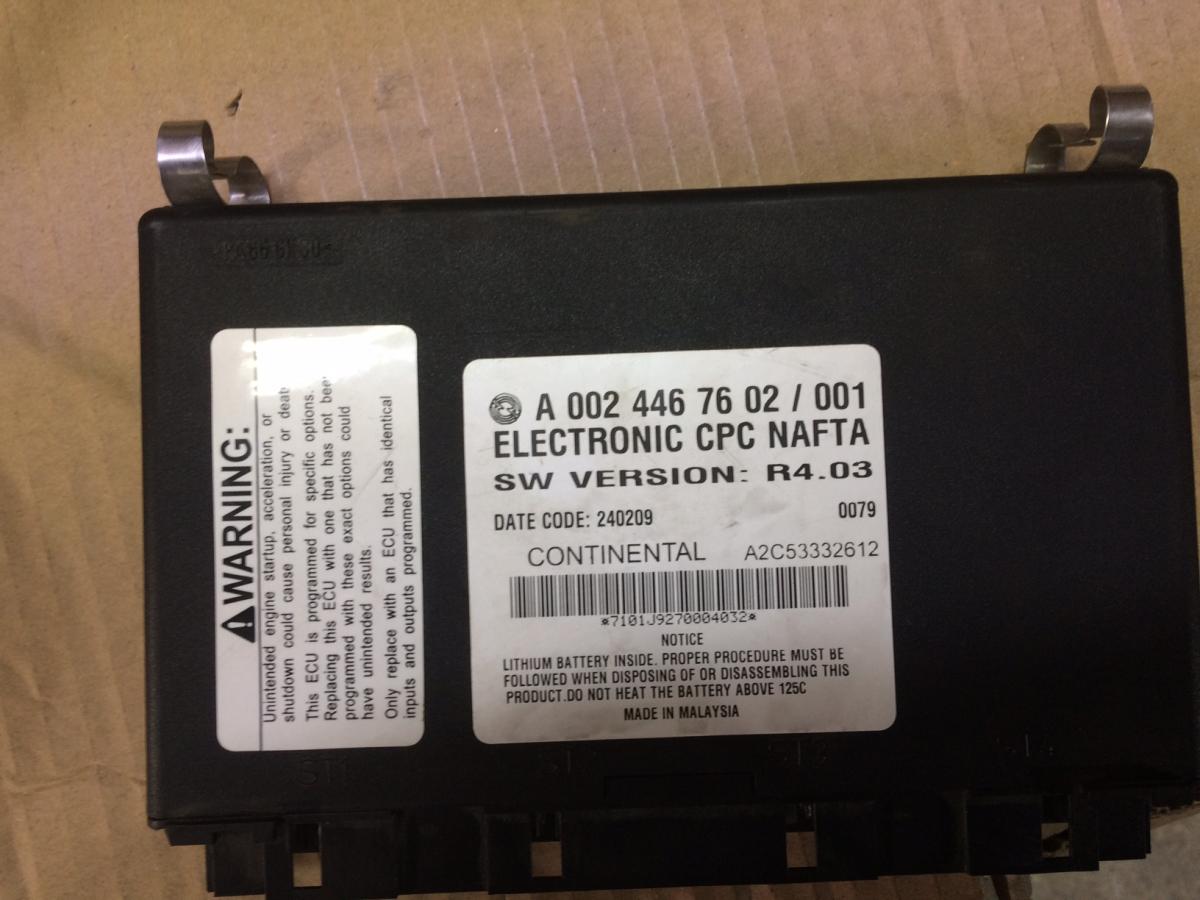 WARNING:
Unintended engine startup, acceleration, or
shutdown could cause personal injury or deat
This ECU is programmed for specific options.
Replacing this ECU with one that has not bee
programmed with these exact options could
have unintended results.
Only replace with an ECU that has identical
inputs and outputs programmed.
A 002 446 76 02 / 001
ELECTRONIC CPC NAFTA
SW VERSION: R4.03
DATE CODE: 240209 0079
CONTINENTAL A2C53332612
*7101J9270004032*
NOTICE
LITHIUM BATTERY INSIDE. PROPER PROCEDURE MUST BE
FOLLOWED WHEN DISPOSING OF OR DISASSEMBLING THIS
PRODUCT.DO NOT HEAT THE BATTERY ABOVE 125C
MADE IN MALAYSIA
ST1